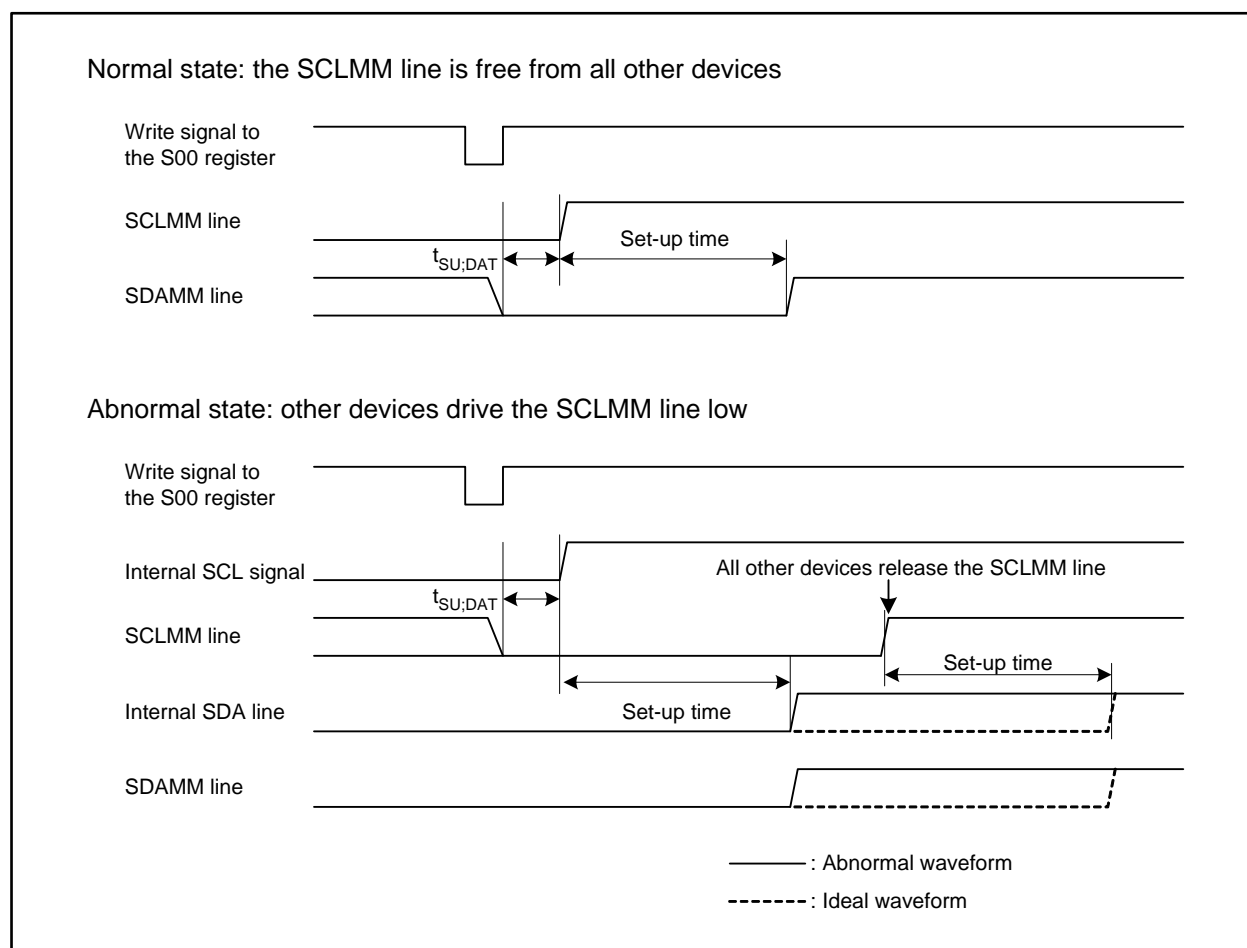 Normal state: the SCLMM line is free from all other devices
Write signal to
the S00 register
SCLMM line
Set-up time
tSU;DAT
SDAMM line
Abnormal state: other devices drive the SCLMM line low
Write signal to
the S00 register
Internal SCL signal
All other devices release the SCLMM line
tSU;DAT
SCLMM line
Set-up time
Internal SDA line
Set-up time
SDAMM line
: Abnormal waveform
: Ideal waveform